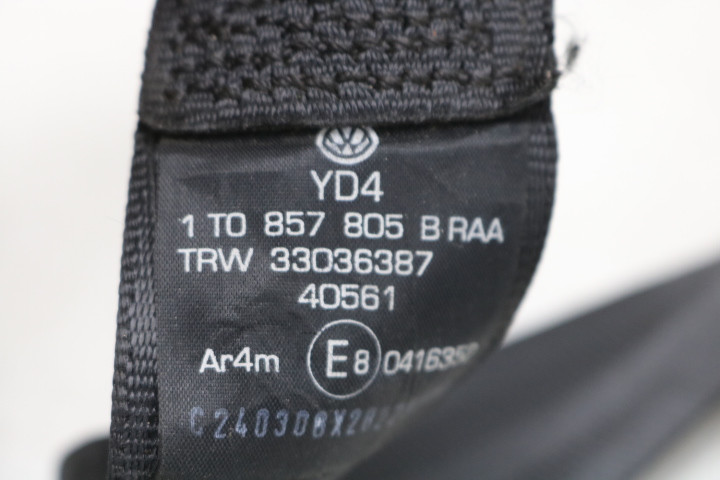 YD4
1T0 857 805 B RAA
TRW 33036387
40561
Ar4m E8